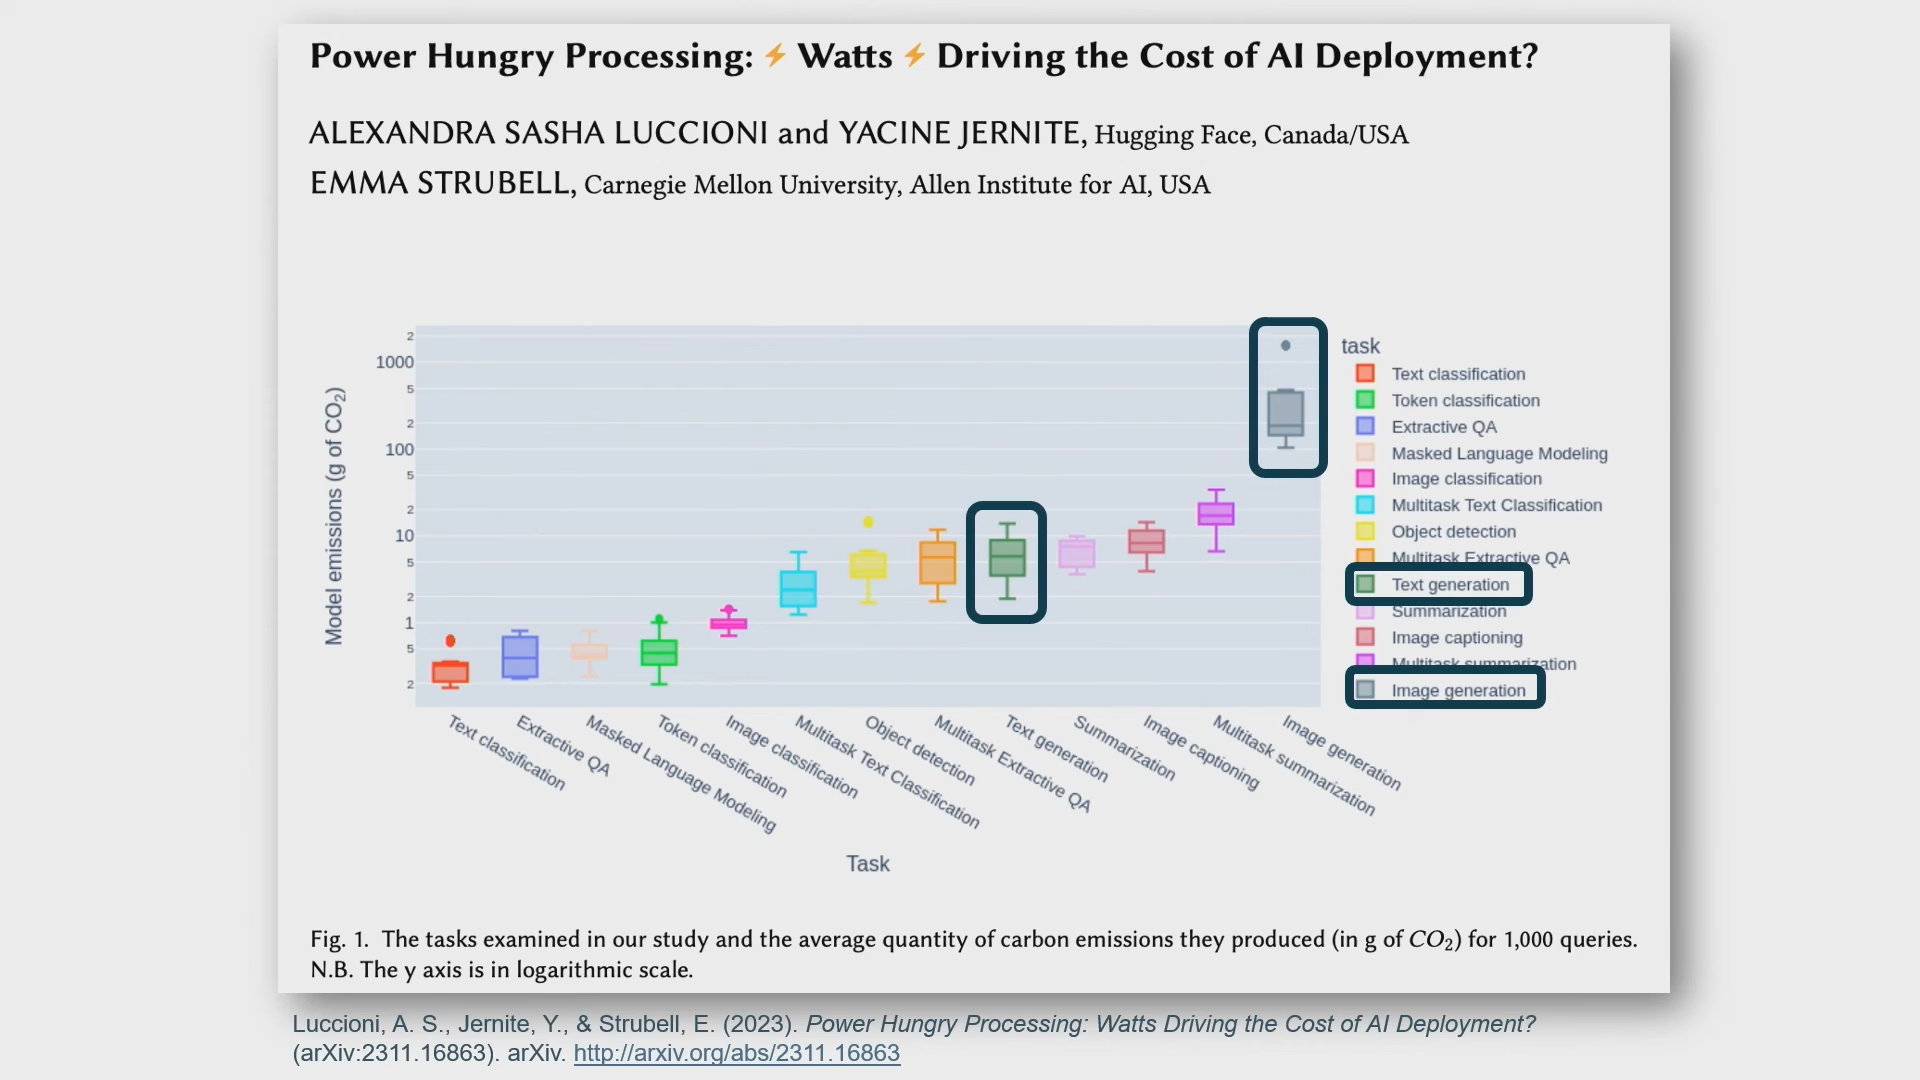 Power Hungry Processing: ⚡ Watts ⚡ Driving the Cost of AI Deployment?
ALEXANDRA SASHA LUCCIONI and YACINE JERNITE, Hugging Face, Canada/USA
EMMA STRUBELL, Carnegie Mellon University, Allen Institute for AI, USA
Model emissions (g of CO2)
2
1000
5
2
100
5
2
10
5
2
1
5
2
Text classification
Extractive QA
Masked Language Modeling
Token classification
Image classification
Multitask Text Classification
Object detection
Multitask Extractive QA
Text generation
Summarization
Image captioning
Multitask summarization
Image generation
Task
task
Text classification
Token classification
Extractive QA
Masked Language Modeling
Image classification
Multitask Text Classification
Object detection
Multitask Extractive QA
Text generation
Summarization
Image captioning
Multitask summarization
Image generation
Fig. 1. The tasks examined in our study and the average quantity of carbon emissions they produced (in g of CO2) for 1,000 queries.
N.B. The y axis is in logarithmic scale.
Luccioni, A. S., Jernite, Y., & Strubell, E. (2023). Power Hungry Processing: Watts Driving the Cost of AI Deployment?
(arXiv:2311.16863). arXiv. http://arxiv.org/abs/2311.16863